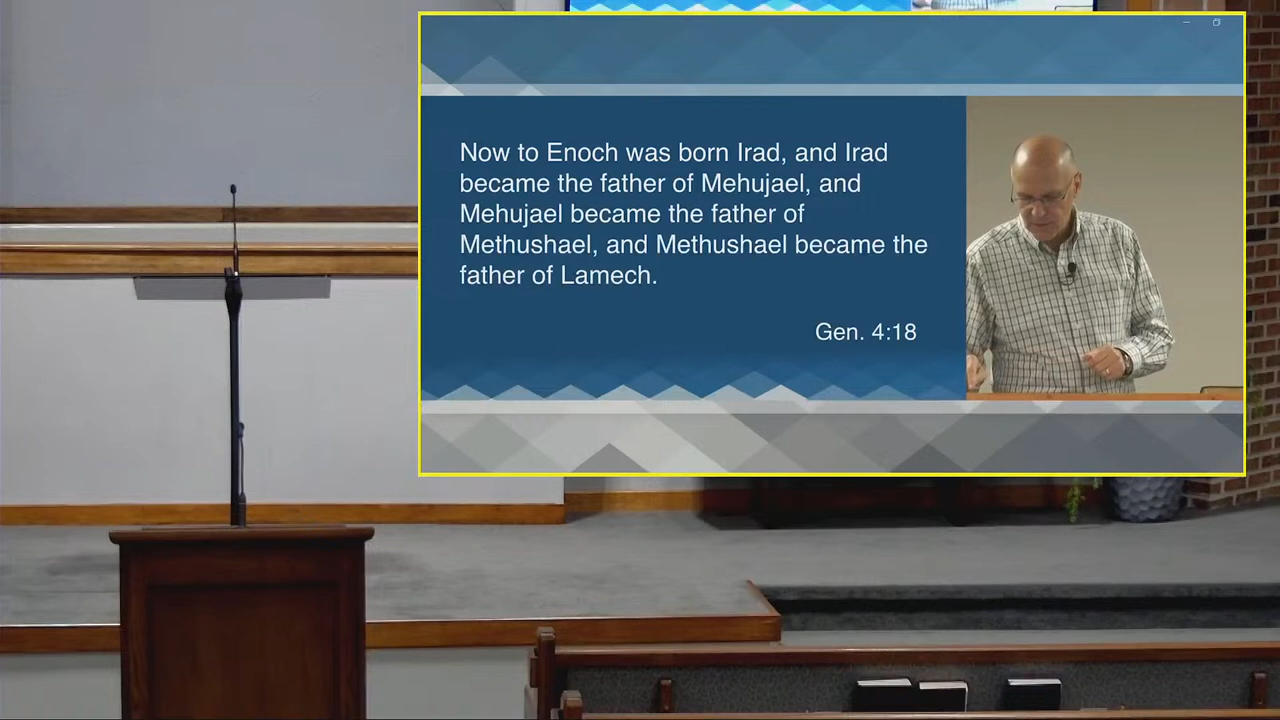 Now to Enoch was born Irad, and Irad
became the father of Mehujael, and
Mehujael became the father of
Methushael, and Methushael became the
father of Lamech.
Gen. 4:18